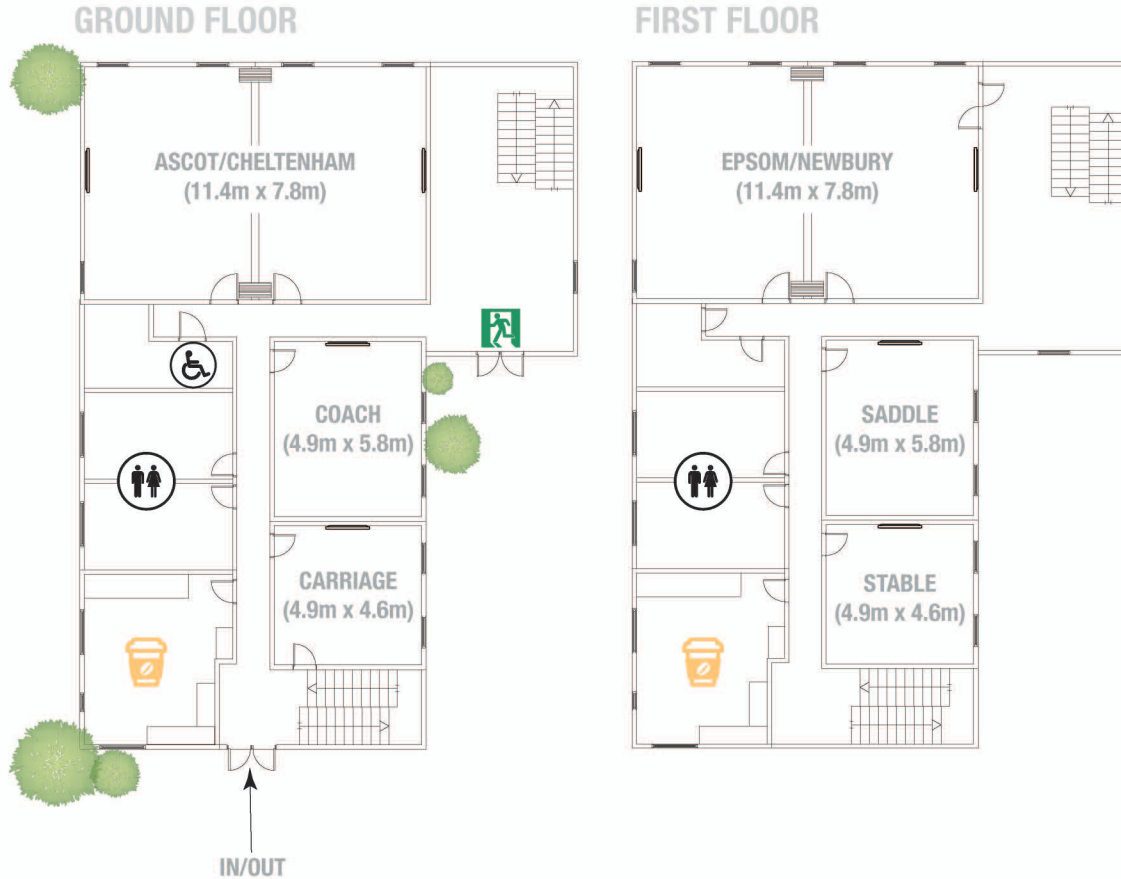 GROUND FLOOR
FIRST FLOOR
ASCOT/CHELTENHAM
(11.4m x 7.8m)
EPSOM/NEWBURY
(11.4m x 7.8m)
COACH
(4.9m x 5.8m)
SADDLE
(4.9m x 5.8m)
CARRIAGE
(4.9m x 4.6m)
STABLE
(4.9m x 4.6m)
IN/OUT